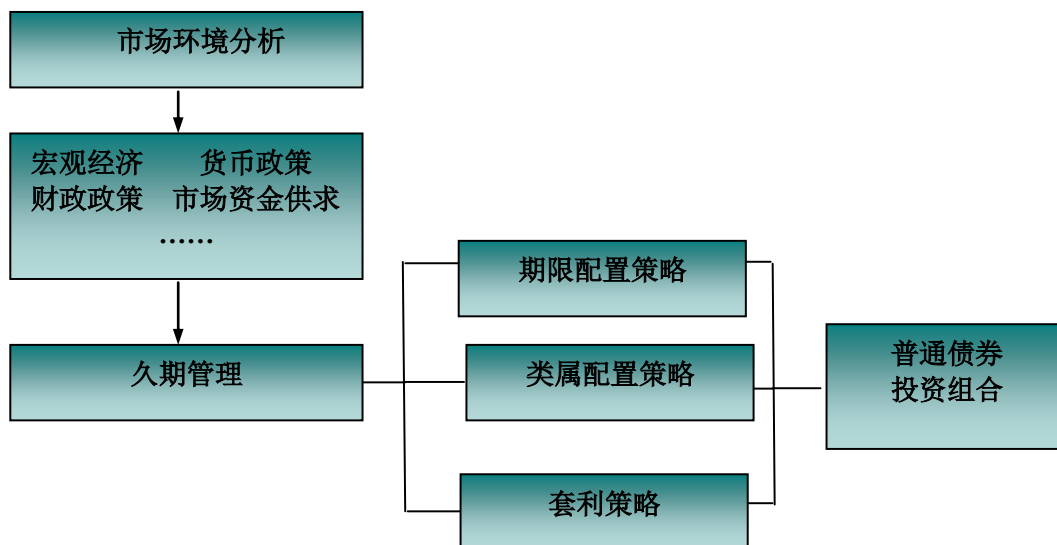 市场环境分析
宏观经济 货币政策
财政政策 市场资金供求
……
久期管理
期限配置策略
类属配置策略
套利策略
普通债券
投资组合